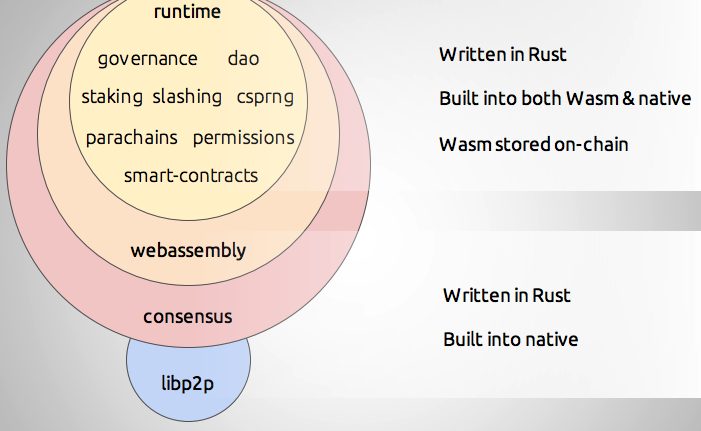 runtime
governance dao
staking slashing csprng
parachains permissions
smart-contracts
webassembly
consensus
libp2p
Written in Rust
Built into both Wasm & native
Wasm stored on-chain
Written in Rust
Built into native